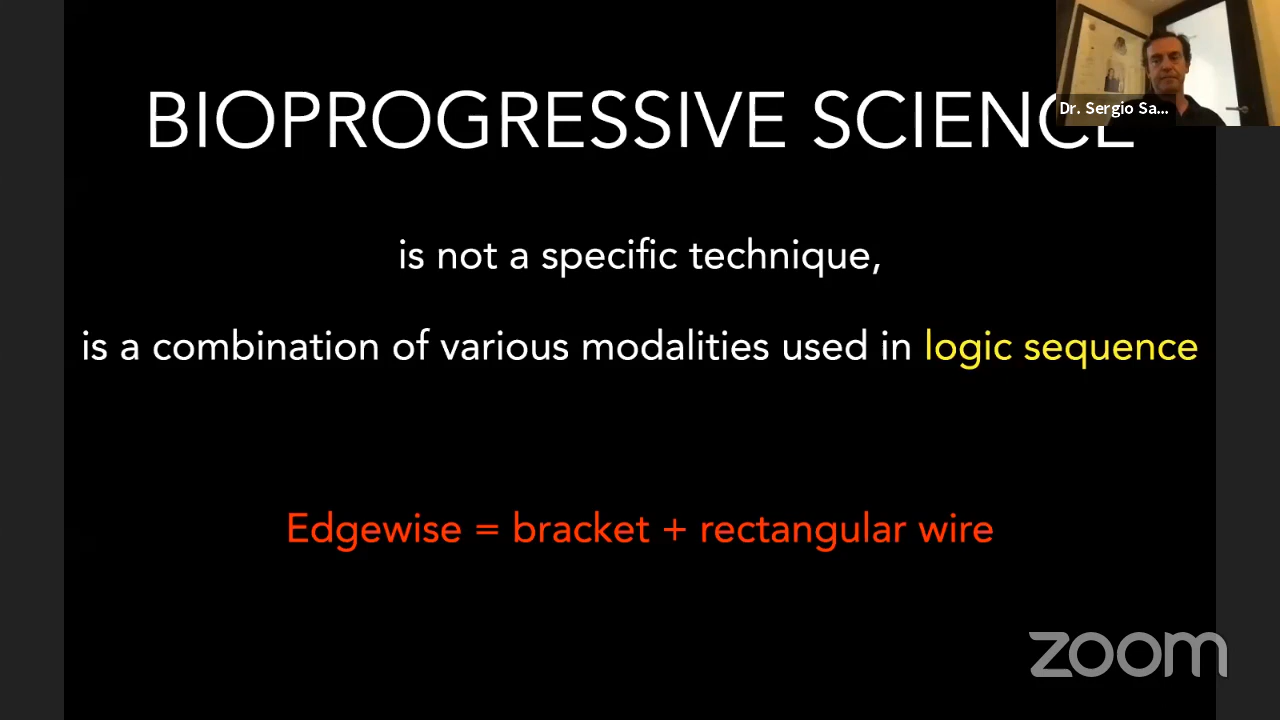 BIOPROGRESSIVE SCIENCE
Dr. Sergio Sa...
is not a specific technique,
is a combination of various modalities used in logic sequence
Edgewise = bracket + rectangular wire
zoom